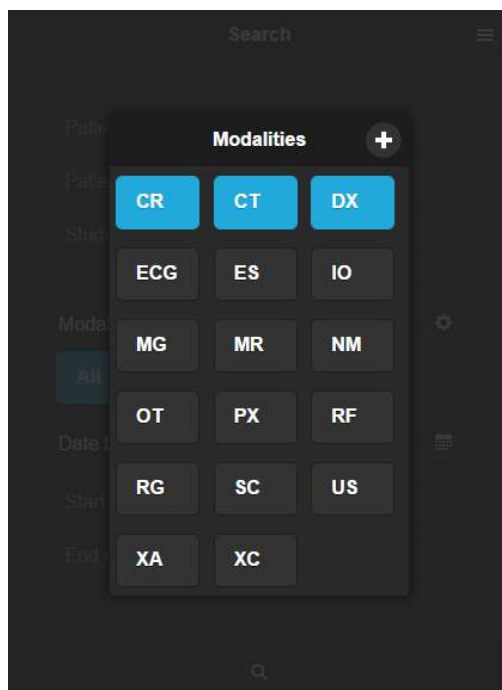 Search
Modalities
CR CT DX
ECG ES IO
MG MR NM
OT PX RF
RG SC US
XA XC
All
Start